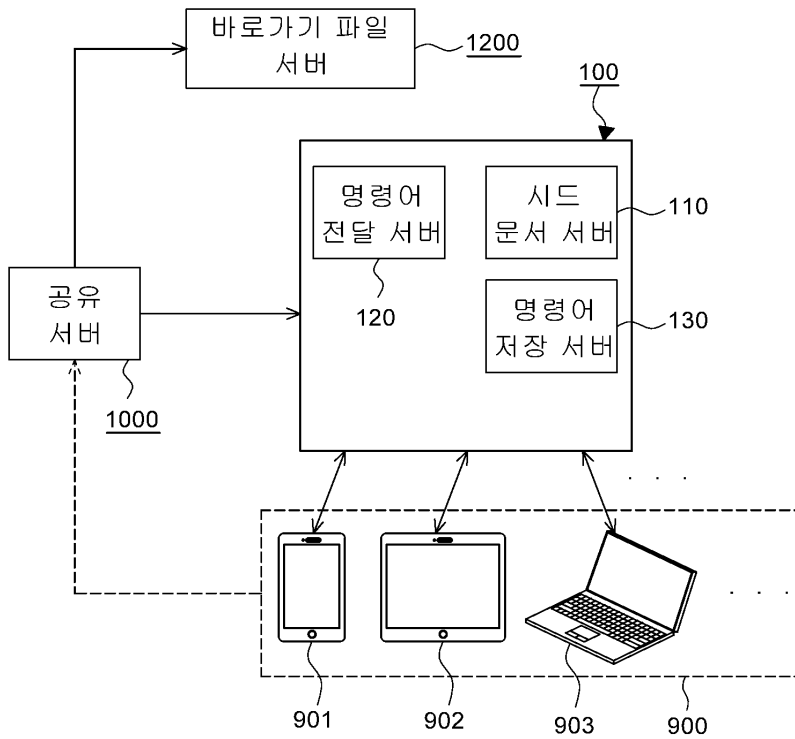 바로가기 파일
서버
1200
100
명령어
전달 서버
120
시드
문서 서버
110
명령어
저장 서버
130
공유
서버
1000
901
902
903
900